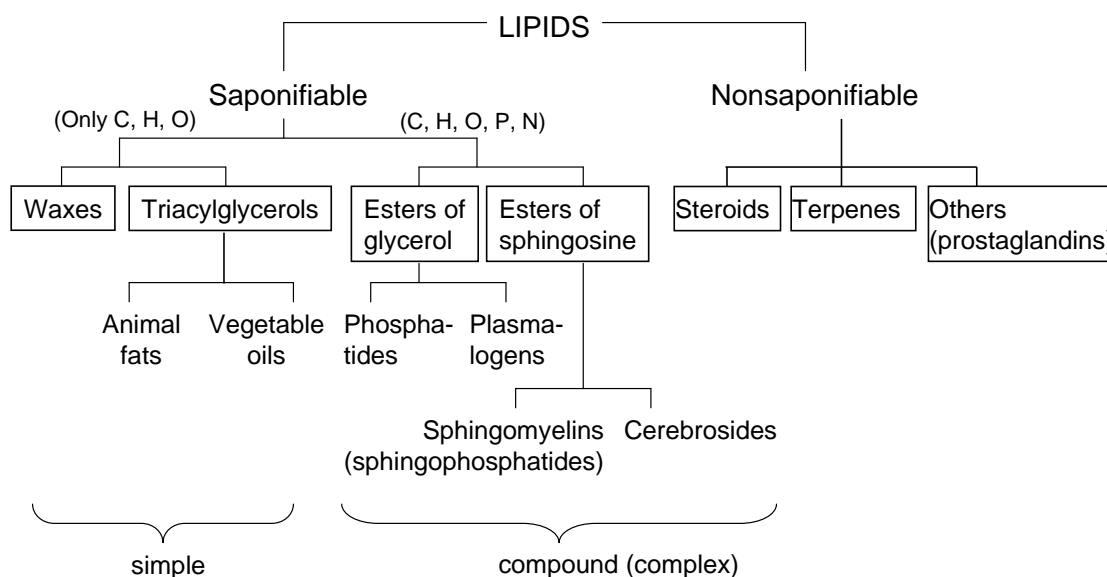 LIPIDS
Saponifiable
Nonsaponifiable
(Only C, H, O)
(C, H, O, P, N)
Waxes
Triacylglycerols
Esters of
glycerol
Esters of
sphingosine
Steroids
Terpenes
Others
(prostaglandins)
Animal
fats
Vegetable
oils
Phospha-
tides
Plasma-
logens
Sphingomyelins
(sphingophosphatides)
Cerebrosides
simple
compound (complex)